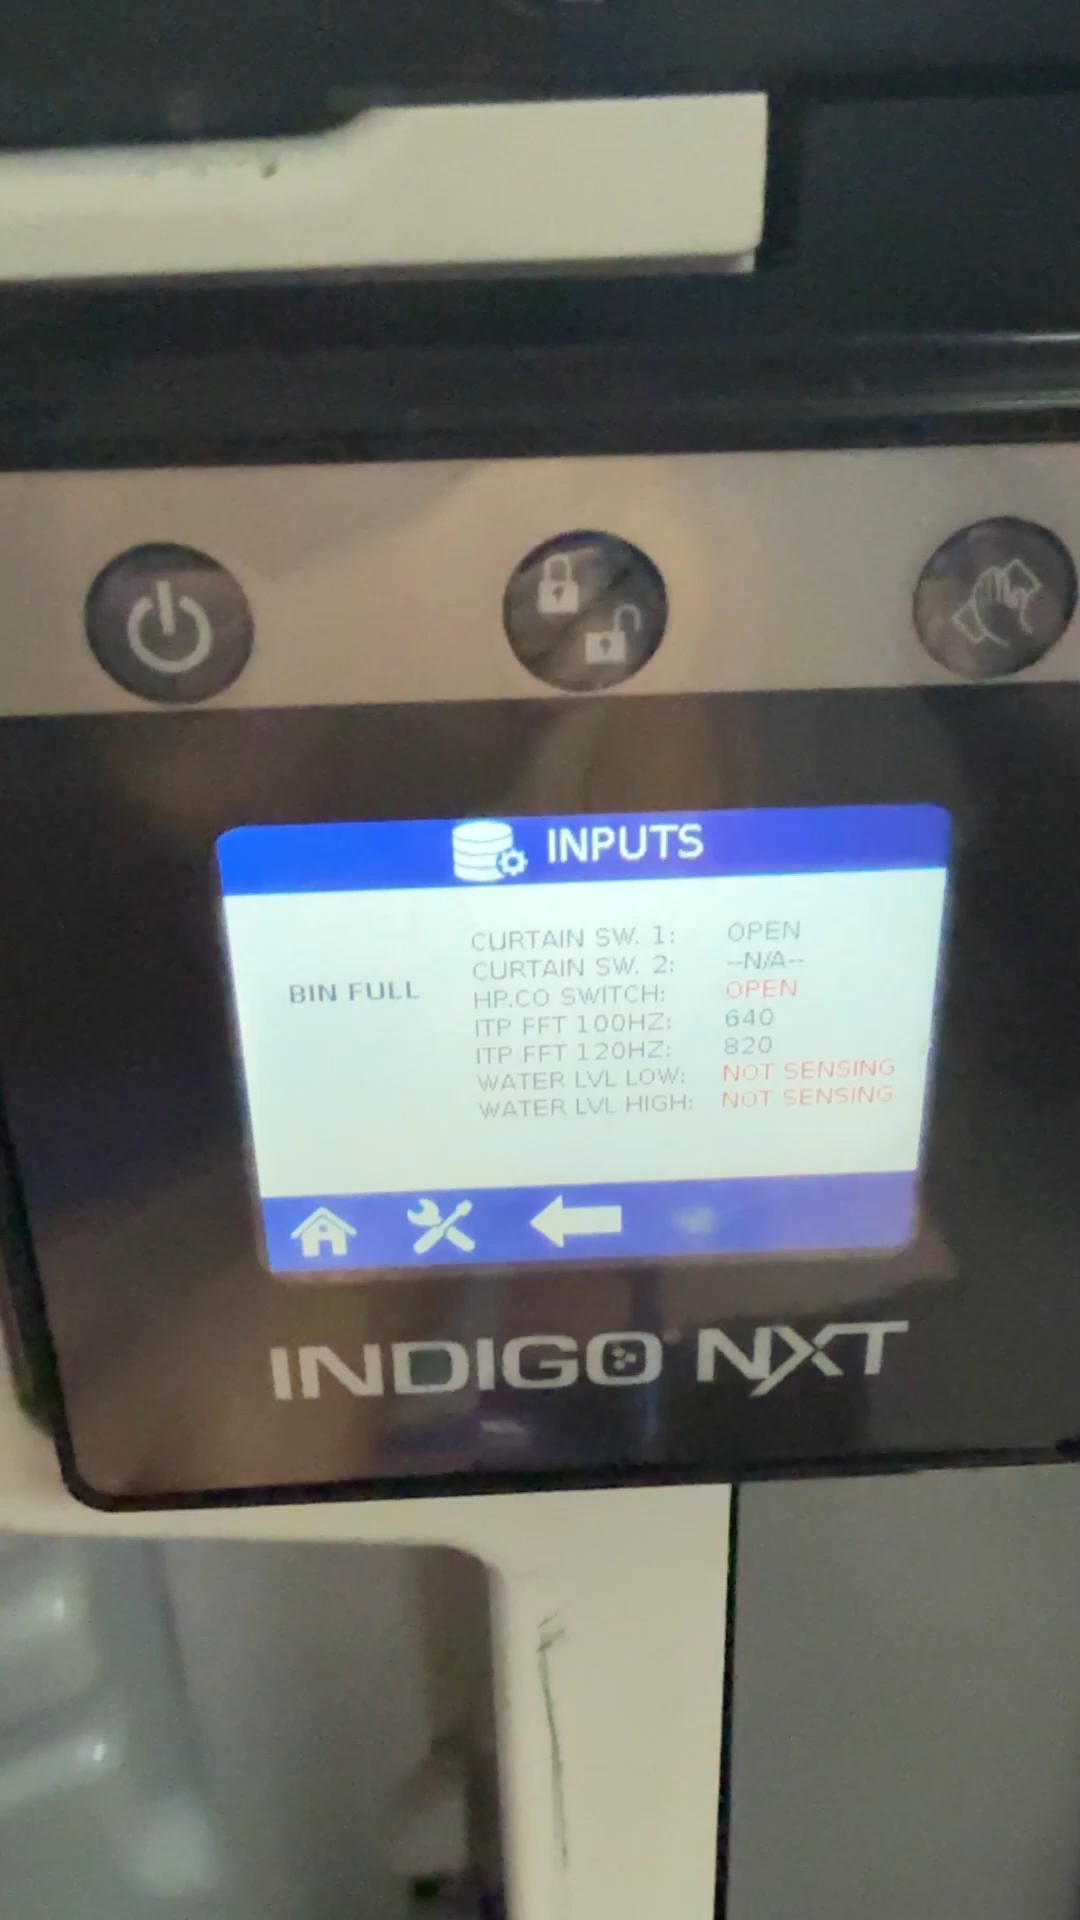 INPUTS
BIN FULL
CURTAIN SW. 1: OPEN
CURTAIN SW. 2: --N/A--
HP.CO SWITCH: OPEN
ITP FFT 100HZ: 640
ITP FFT 120HZ: 820
WATER LVL LOW: NOT SENSING
WATER LVL HIGH: NOT SENSING
INDIGO NXT